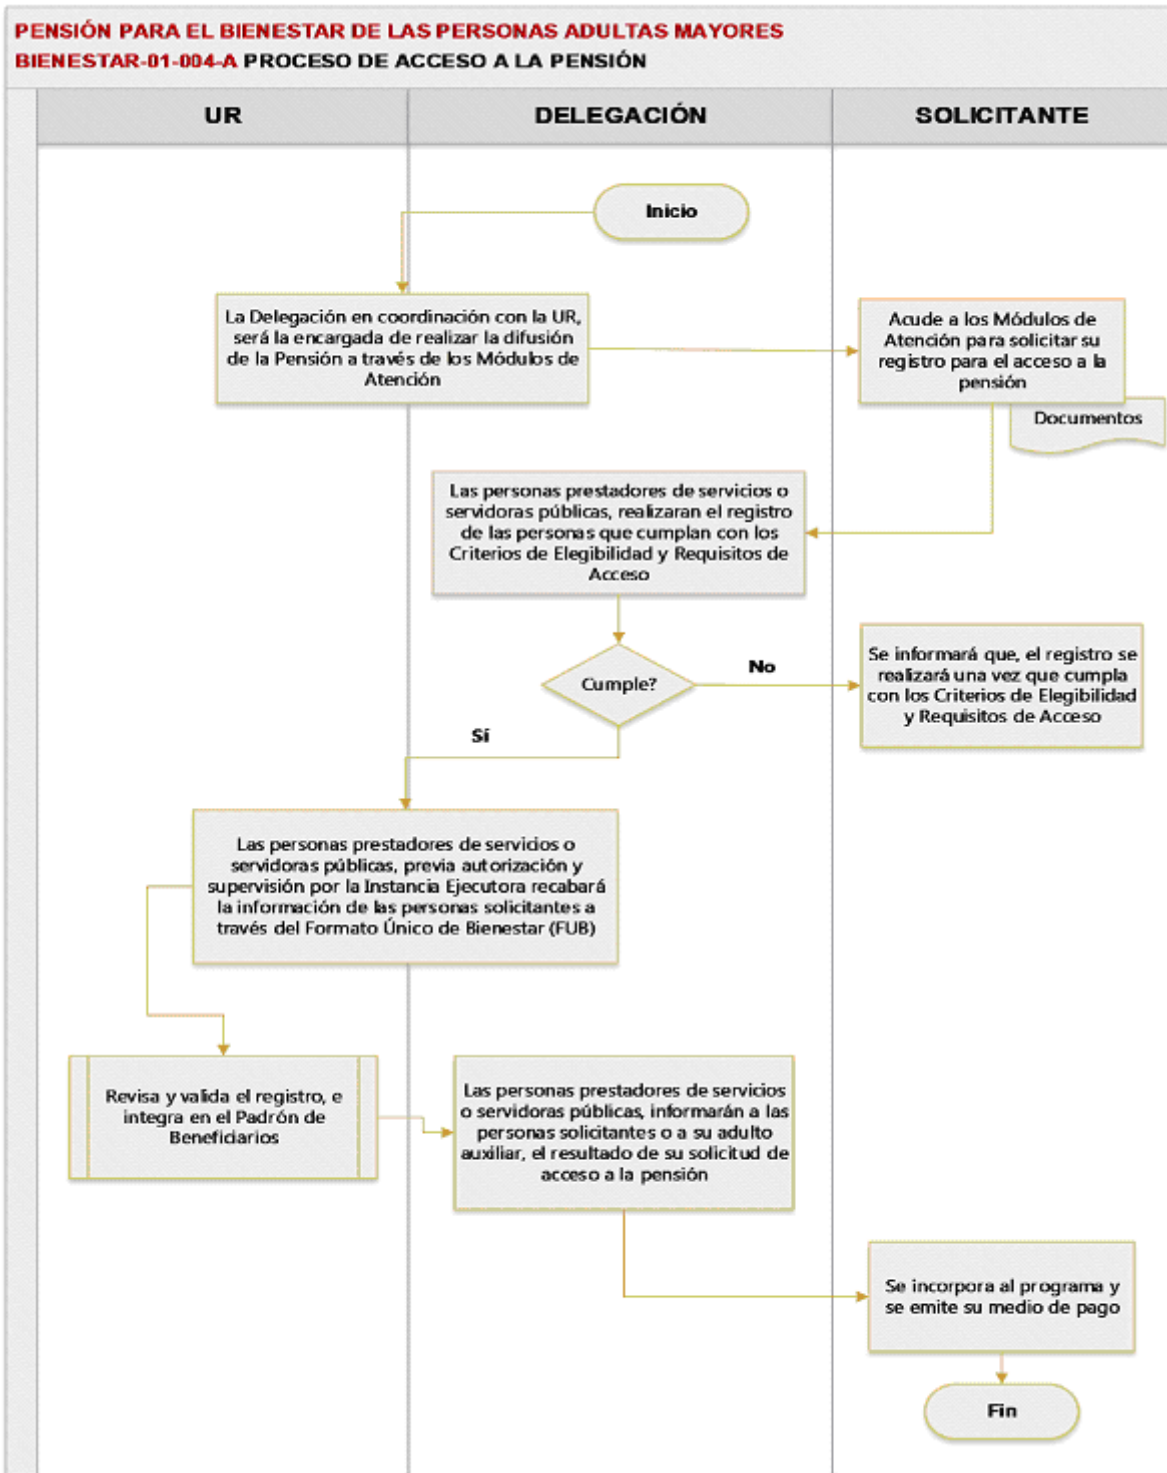 PENSIÓN PARA EL BIENESTAR DE LAS PERSONAS ADULTAS MAYORES
BIENESTAR-01-004-A PROCESO DE ACCESO A LA PENSIÓN
UR
DELEGACIÓN
SOLICITANTE
Inicio
La Delegación en coordinación con la UR,
será la encargada de realizar la difusión
de la Pensión a través de los Módulos de
Atención
Acude a los Módulos de
Atención para solicitar su
registro para el acceso a la
pensión
Documentos
Las personas prestadores de servicios o
servidoras públicas, realizaran el registro
de las personas que cumplan con los
Criterios de Elegibilidad y Requisitos de
Acceso
Cumple?
No
Se informará que, el registro se
realizará una vez que cumpla
con los Criterios de Elegibilidad
y Requisitos de Acceso
Sí
Las personas prestadores de servicios o
servidoras públicas, previa autorización y
supervisión por la Instancia Ejecutora recabará
la información de las personas solicitantes a
través del Formato Único de Bienestar (FUB)
Revisa y valida el registro, e
integra en el Padrón de
Beneficiarios
Las personas prestadores de servicios
o servidoras públicas, informarán a las
personas solicitantes o a su adulto
auxiliar, el resultado de su solicitud de
acceso a la pensión
Se incorpora al programa y
se emite su medio de pago
Fin